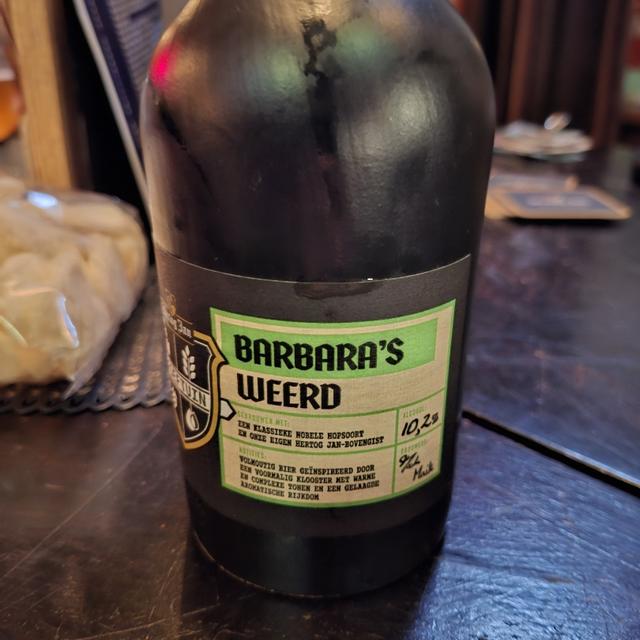 BARBARA'S
WEERD
GEBROUWEN MET:
EEN KLASSIEKE NOBELE HOPSOORT
EN ONZE EIGEN HERTOG JAN-BOVENGIST
ALCOHOL:
10,2%
NOTITIES:
VOLMOUTIG BIER GEÏNSPIREERD DOOR
EEN VOORMALIG KLOOSTER MET WARME
EN COMPLEXE TONEN EN EEN GELAAGDE
AROMATISCHE RIJKDOM